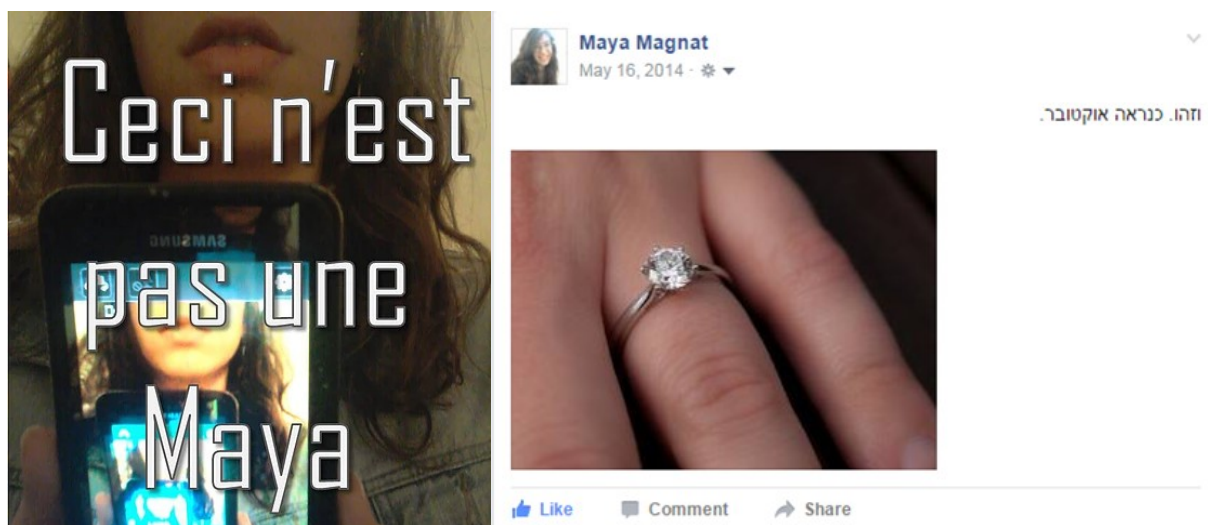 Ceci n'est
pas une
Maya
SAMSUNG
Maya Magnat
May 16, 2014
וזהו. כנראה אוקטובר.
Like Comment Share